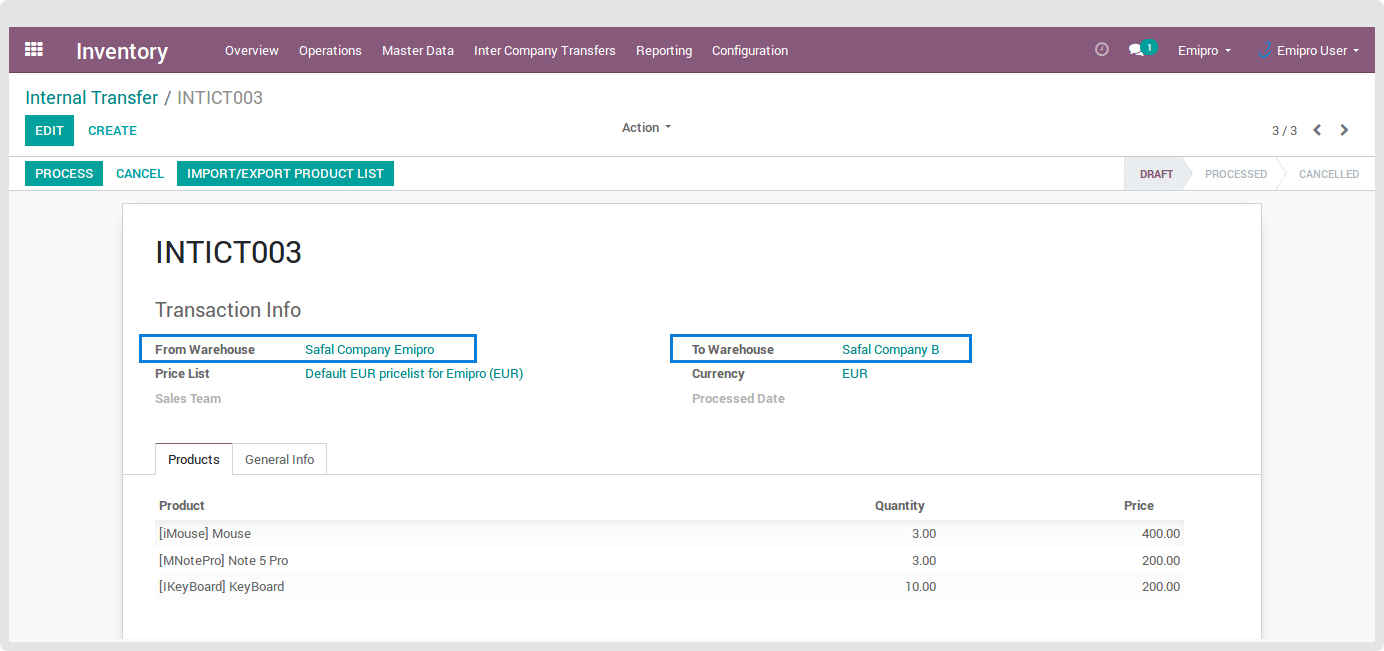 Inventory Overview Operations Master Data Inter Company Transfers Reporting Configuration 1 Emipro Emipro User
Internal Transfer / INTICT003
EDIT CREATE Action 3 / 3
PROCESS CANCEL IMPORT/EXPORT PRODUCT LIST DRAFT PROCESSED CANCELLED
INTICT003
Transaction Info
From Warehouse Safal Company Emipro To Warehouse Safal Company B
Price List Default EUR pricelist for Emipro (EUR) Currency EUR
Sales Team Processed Date
Products General Info
Product Quantity Price
[iMouse] Mouse 3.00 400.00
[MNotePro] Note 5 Pro 3.00 200.00
[IKeyBoard] KeyBoard 10.00 200.00